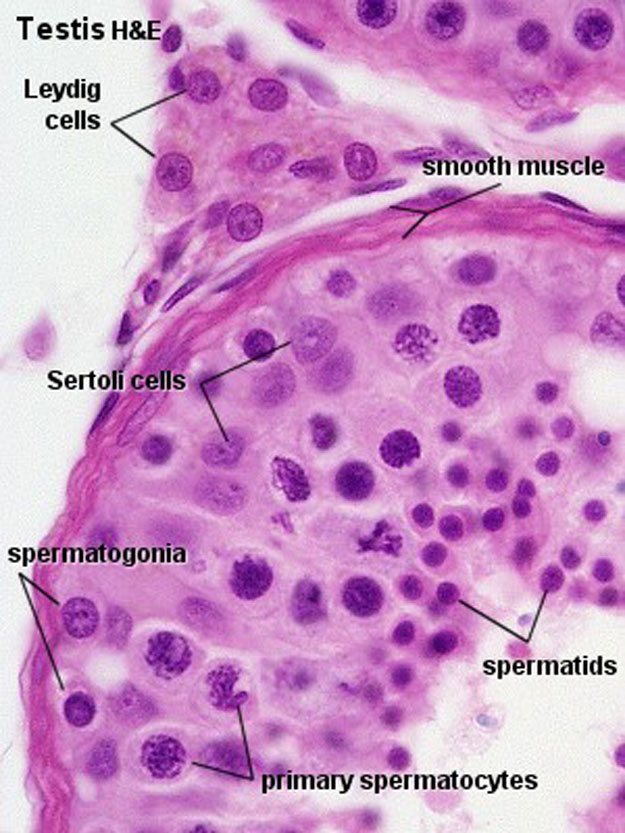 Testis H&E
Leydig
cells
smooth muscle
Sertoli cells
spermatogonia
spermatids
primary spermatocytes